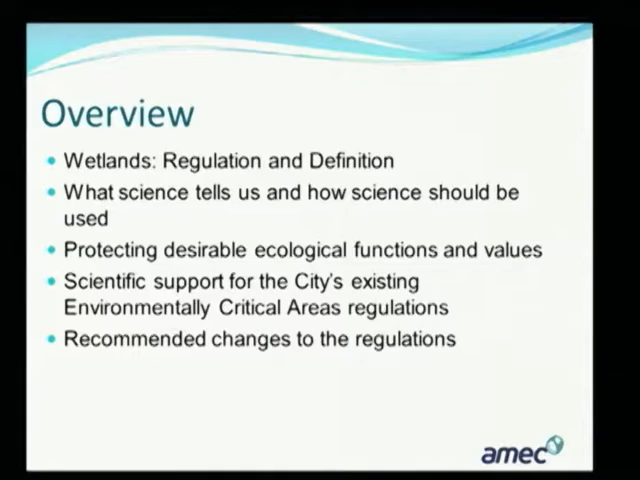 Overview
• Wetlands: Regulation and Definition
• What science tells us and how science should be
used
• Protecting desirable ecological functions and values
• Scientific support for the City's existing
Environmentally Critical Areas regulations
• Recommended changes to the regulations
amec